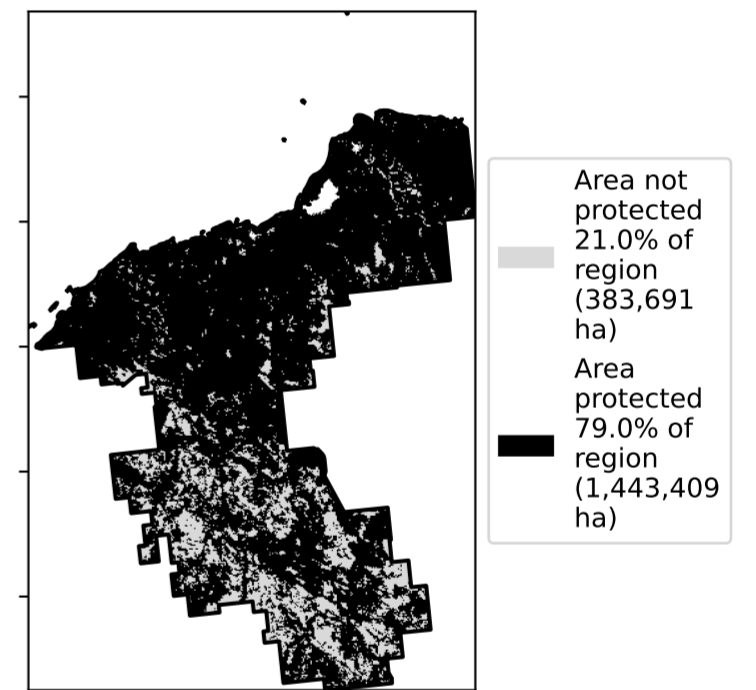 Area not
protected
21.0% of
region
(383,691
ha)
Area
protected
79.0% of
region
(1,443,409
ha)